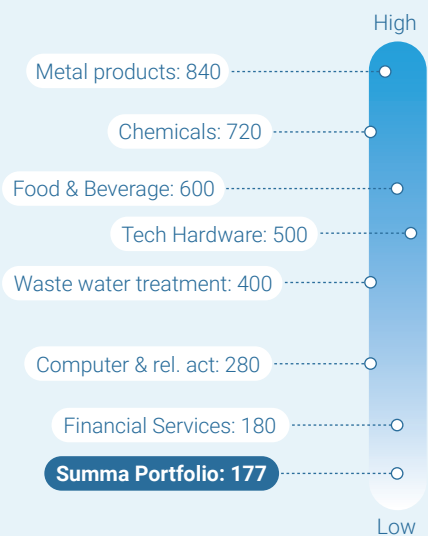 High
Metal products: 840
Chemicals: 720
Food & Beverage: 600
Tech Hardware: 500
Waste water treatment: 400
Computer & rel. act: 280
Financial Services: 180
Summa Portfolio: 177
Low